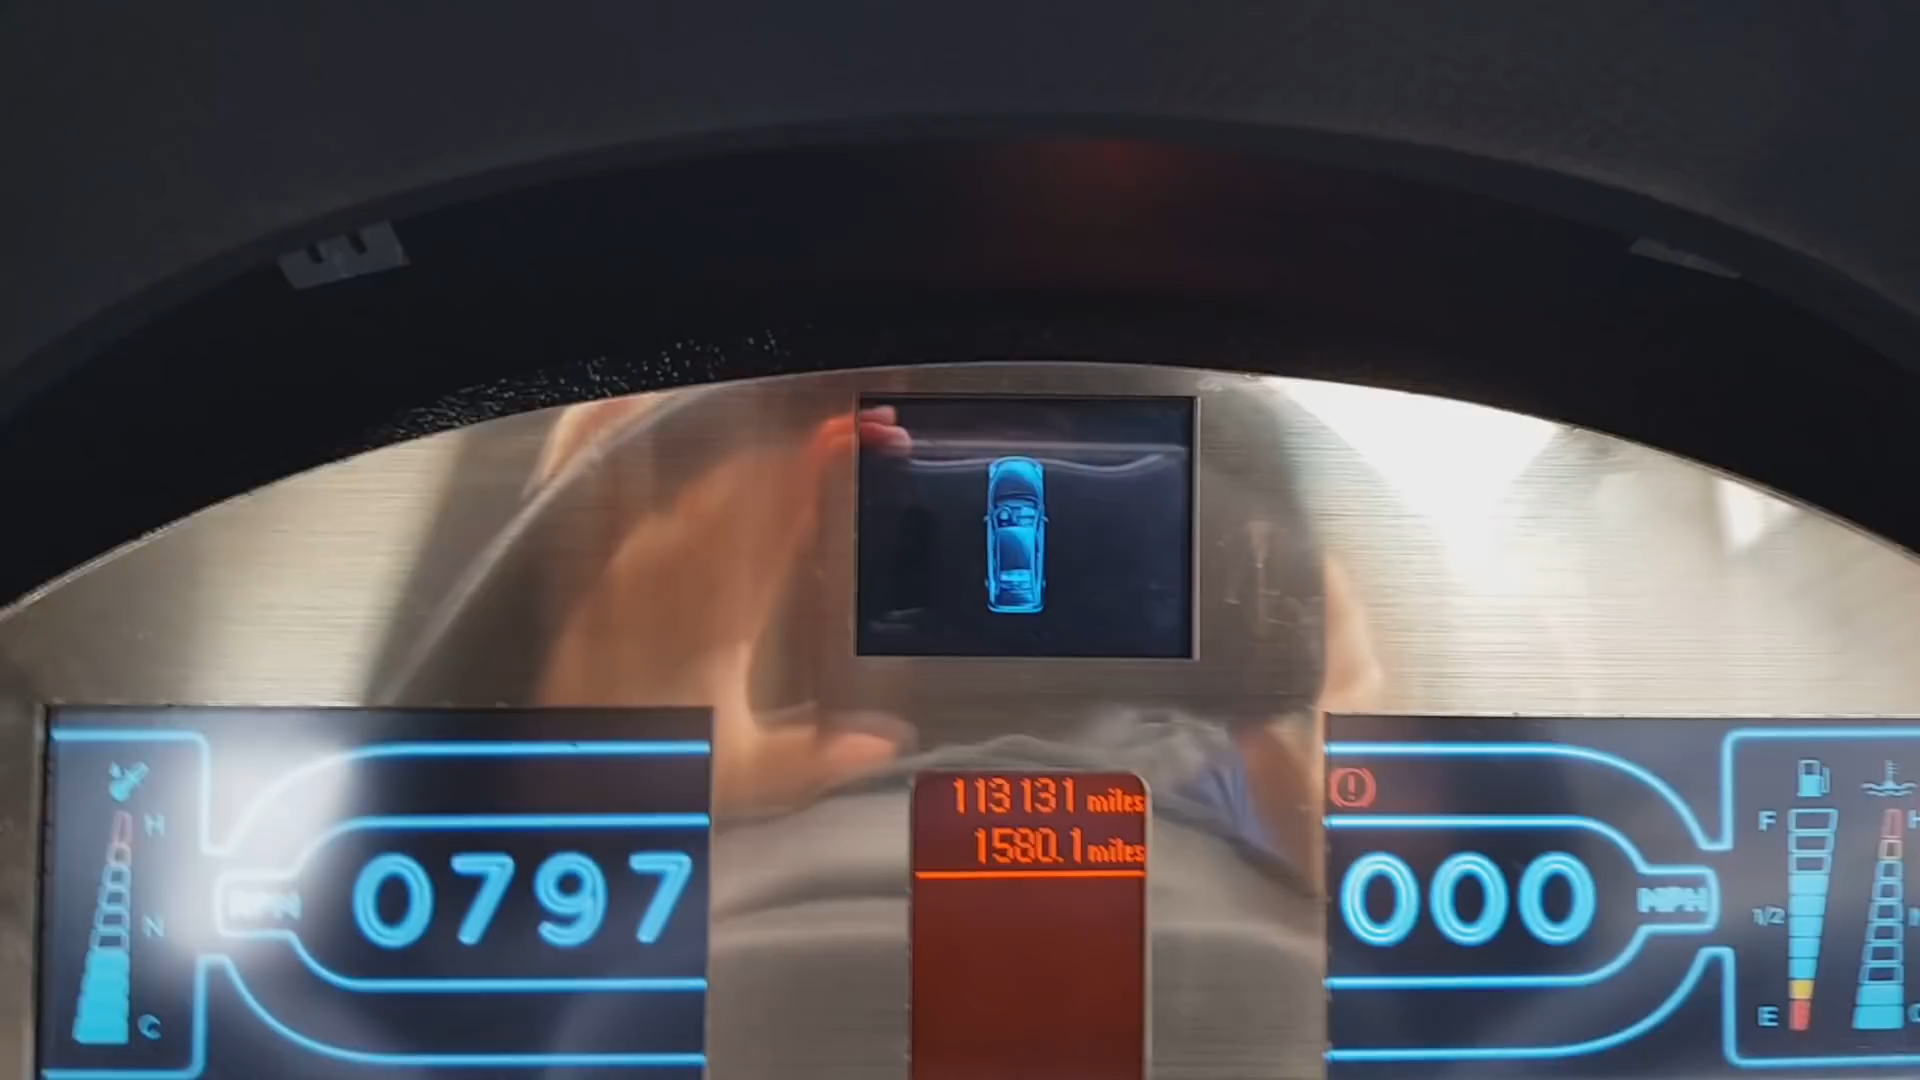 113131 miles
1580.1 miles
H
N
C
RPM
0797
000
MPH
F
1/2
E
H